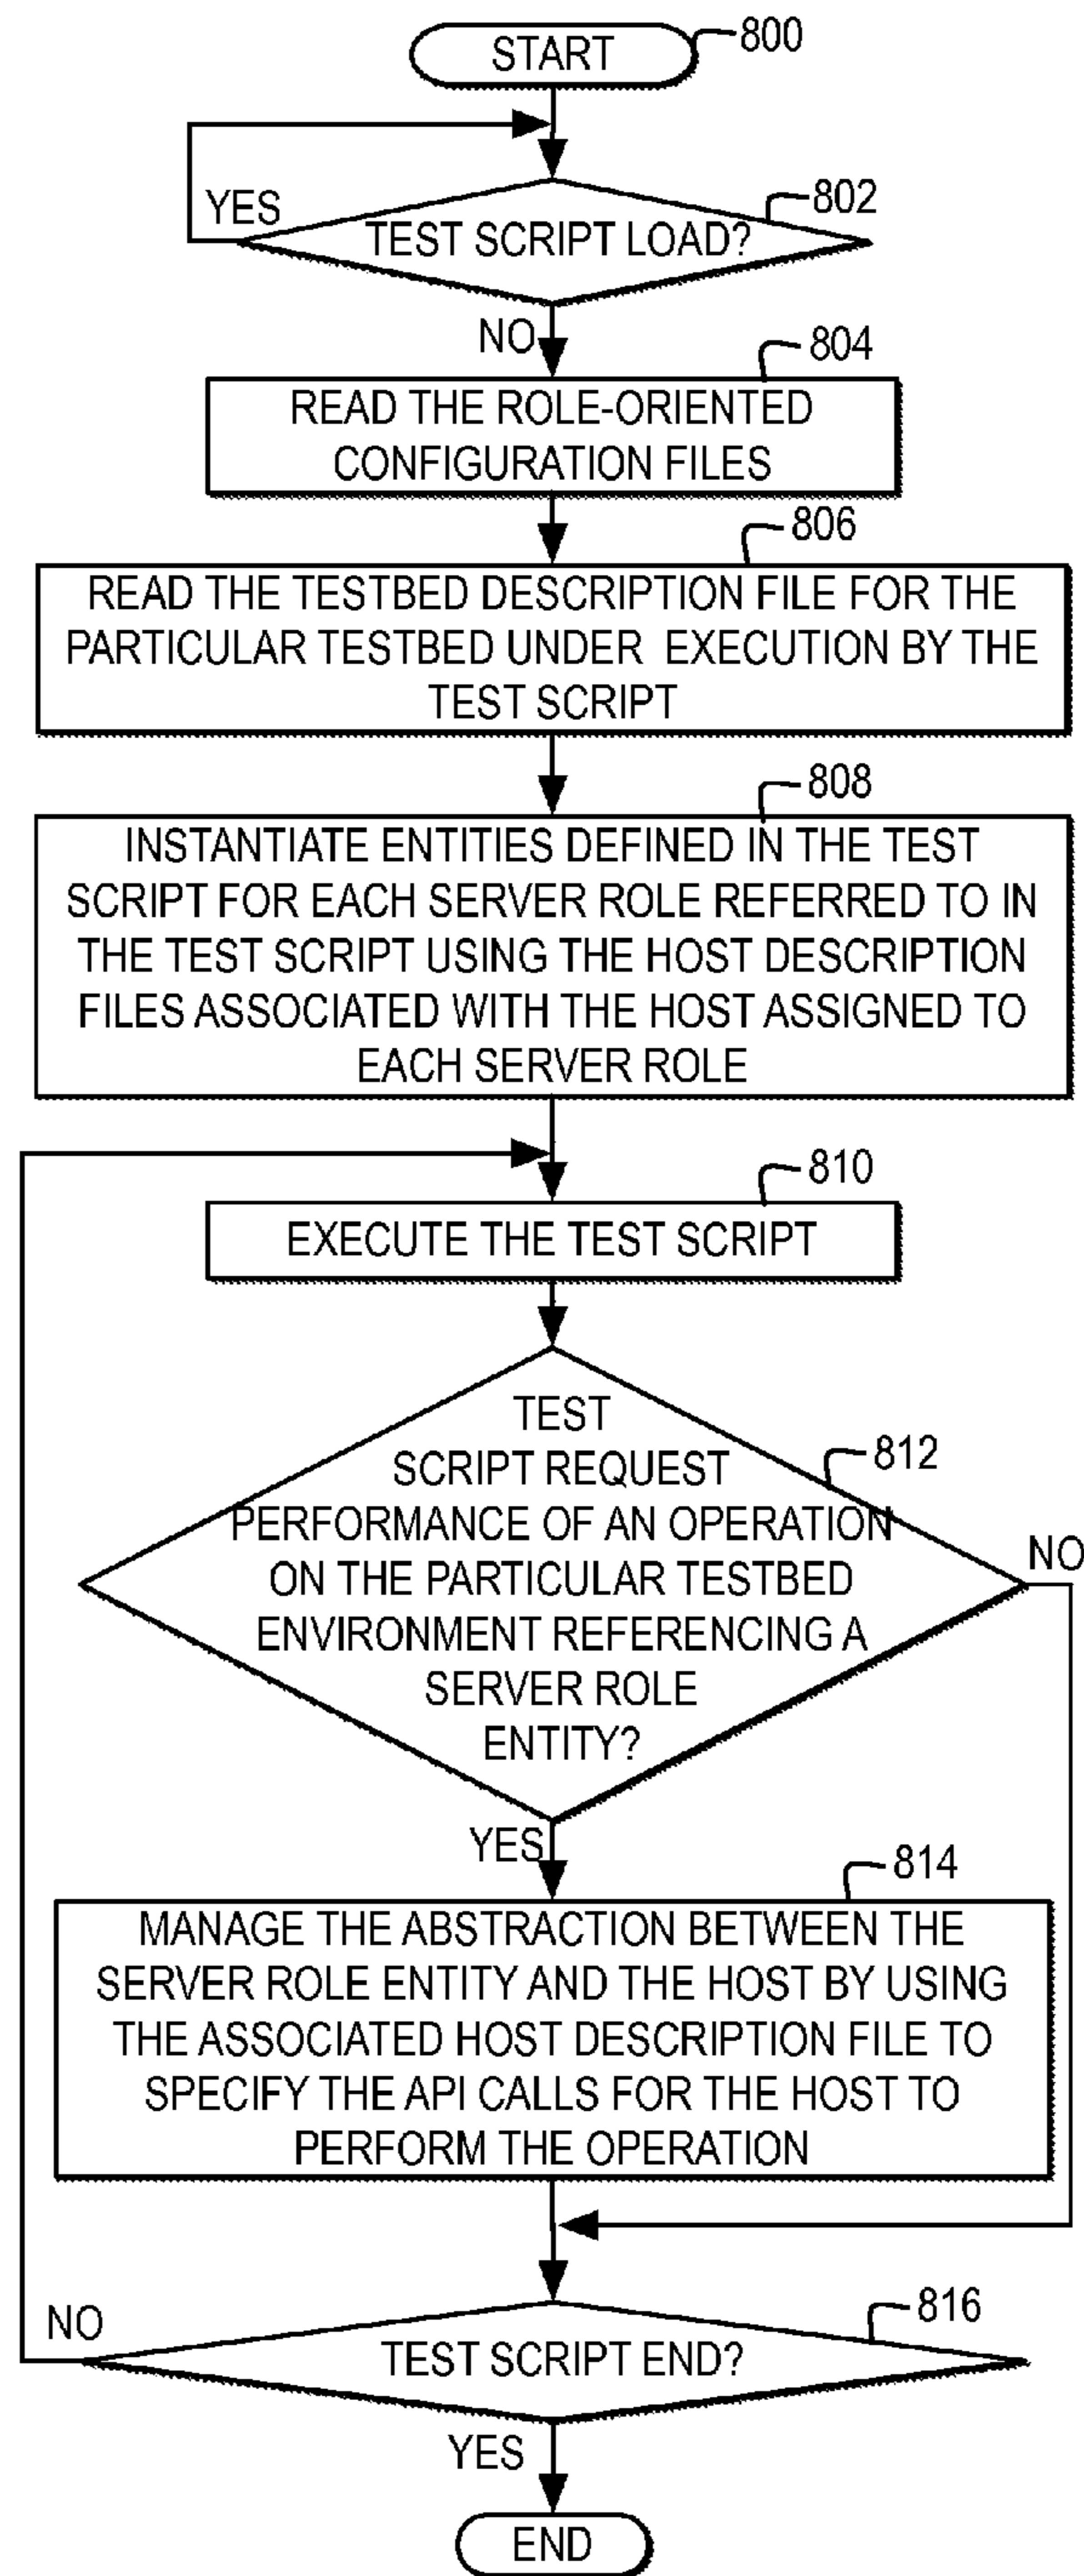 START
800
802
YES
TEST SCRIPT LOAD?
NO
804
READ THE ROLE-ORIENTED
CONFIGURATION FILES
806
READ THE TESTBED DESCRIPTION FILE FOR THE
PARTICULAR TESTBED UNDER EXECUTION BY THE
TEST SCRIPT
808
INSTANTIATE ENTITIES DEFINED IN THE TEST
SCRIPT FOR EACH SERVER ROLE REFERRED TO IN
THE TEST SCRIPT USING THE HOST DESCRIPTION
FILES ASSOCIATED WITH THE HOST ASSIGNED TO
EACH SERVER ROLE
810
EXECUTE THE TEST SCRIPT
TEST
SCRIPT REQUEST
PERFORMANCE OF AN OPERATION
ON THE PARTICULAR TESTBED
ENVIRONMENT REFERENCING A
SERVER ROLE
ENTITY?
812
NO
YES
814
MANAGE THE ABSTRACTION BETWEEN THE
SERVER ROLE ENTITY AND THE HOST BY USING
THE ASSOCIATED HOST DESCRIPTION FILE TO
SPECIFY THE API CALLS FOR THE HOST TO
PERFORM THE OPERATION
816
NO
TEST SCRIPT END?
YES
END